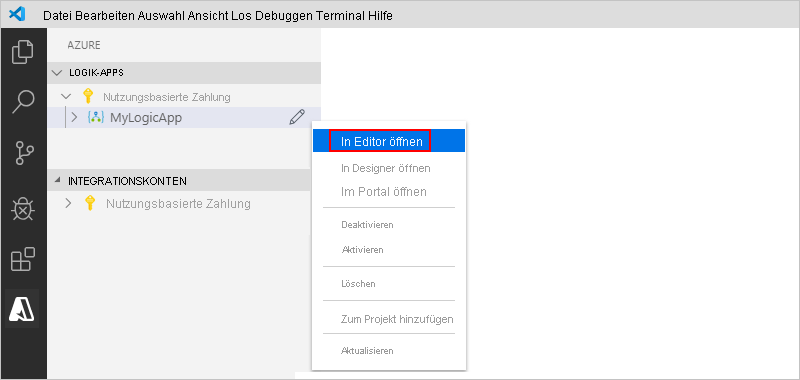 Datei Bearbeiten Auswahl Ansicht Los Debuggen Terminal Hilfe
AZURE
LOGIK-APPS
Nutzungsbasierte Zahlung
MyLogicApp
In Editor öffnen
In Designer öffnen
Im Portal öffnen
Deaktivieren
Aktivieren
Löschen
Zum Projekt hinzufügen
Aktualisieren
INTEGRATIONSKONTEN
Nutzungsbasierte Zahlung